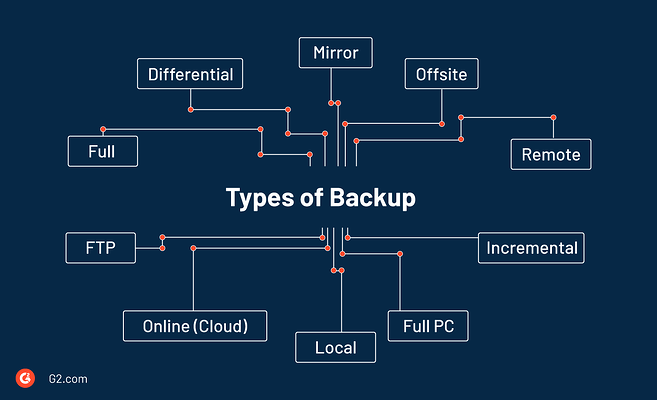 Mirror
Differential
Offsite
Full
Remote
Types of Backup
FTP
Incremental
Online (Cloud)
Full PC
Local
G2.com